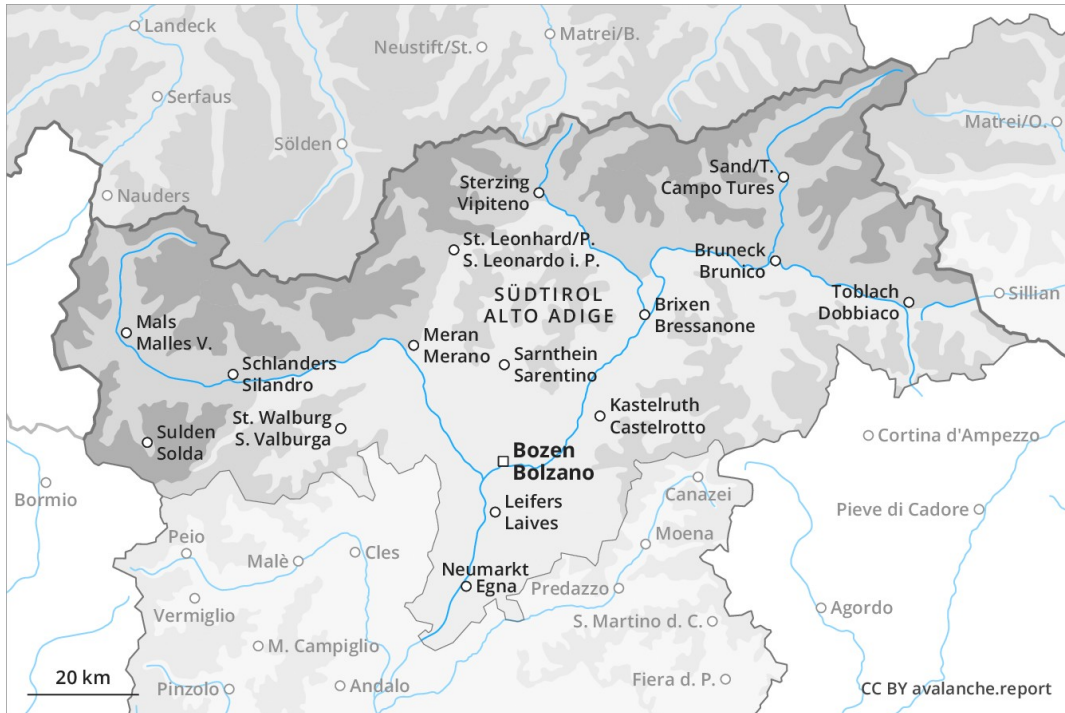 Landeck
Neustift/St.
Matrei/B.
Serfaus
Matrei/O.
Sölden
Nauders
Sterzing
Vipiteno
Sand/T.
Campo Tures
St. Leonhard/P.
S. Leonardo i. P.
Bruneck
Brunico
SÜDTIROL
ALTO ADIGE
Brixen
Bressanone
Toblach
Dobbiaco
Sillian
Mals
Malles V.
Meran
Merano
Schlanders
Silandro
Sarnthein
Sarentino
St. Walburg
S. Valburga
Kastelruth
Castelrotto
Sulden
Solda
Cortina d'Ampezzo
Bozen
Bolzano
Bormio
Canazei
Leifers
Laives
Pieve di Cadore
Peio
Malè
Cles
Moena
Neumarkt
Egna
Predazzo
Vermiglio
Agordo
S. Martino d. C.
M. Campiglio
20 km
Pinzolo
Andalo
Fiera d. P.
CC BY avalanche.report